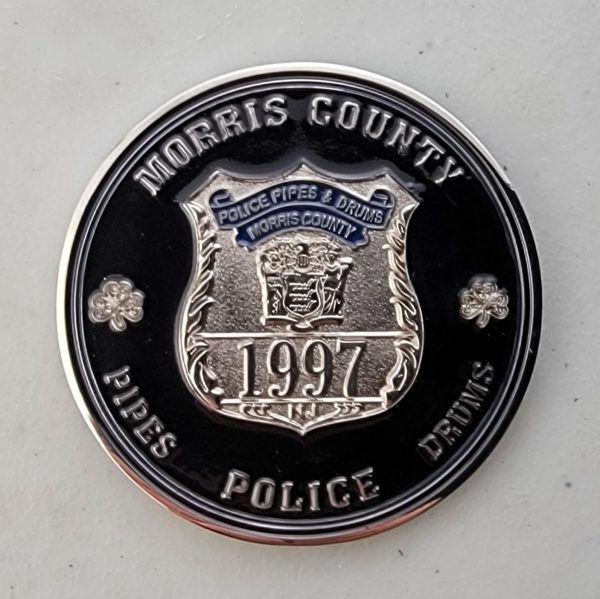 MORRIS COUNTY
POLICE PIPES & DRUMS
MORRIS COUNTY
1997
NJ
PIPES POLICE DRUMS